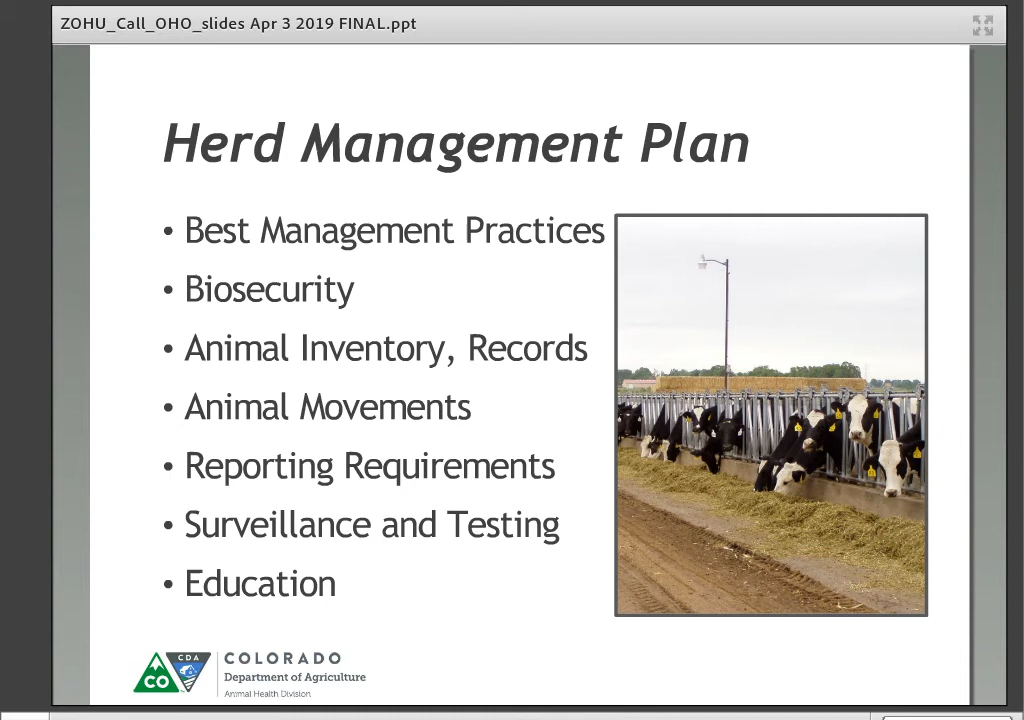 ZOHU_Call_OHO_slides Apr 3 2019 FINAL.ppt
Herd Management Plan
• Best Management Practices
• Biosecurity
• Animal Inventory, Records
• Animal Movements
• Reporting Requirements
• Surveillance and Testing
• Education
CO
CDA
COLORADO
Department of Agriculture
Animal Health Division